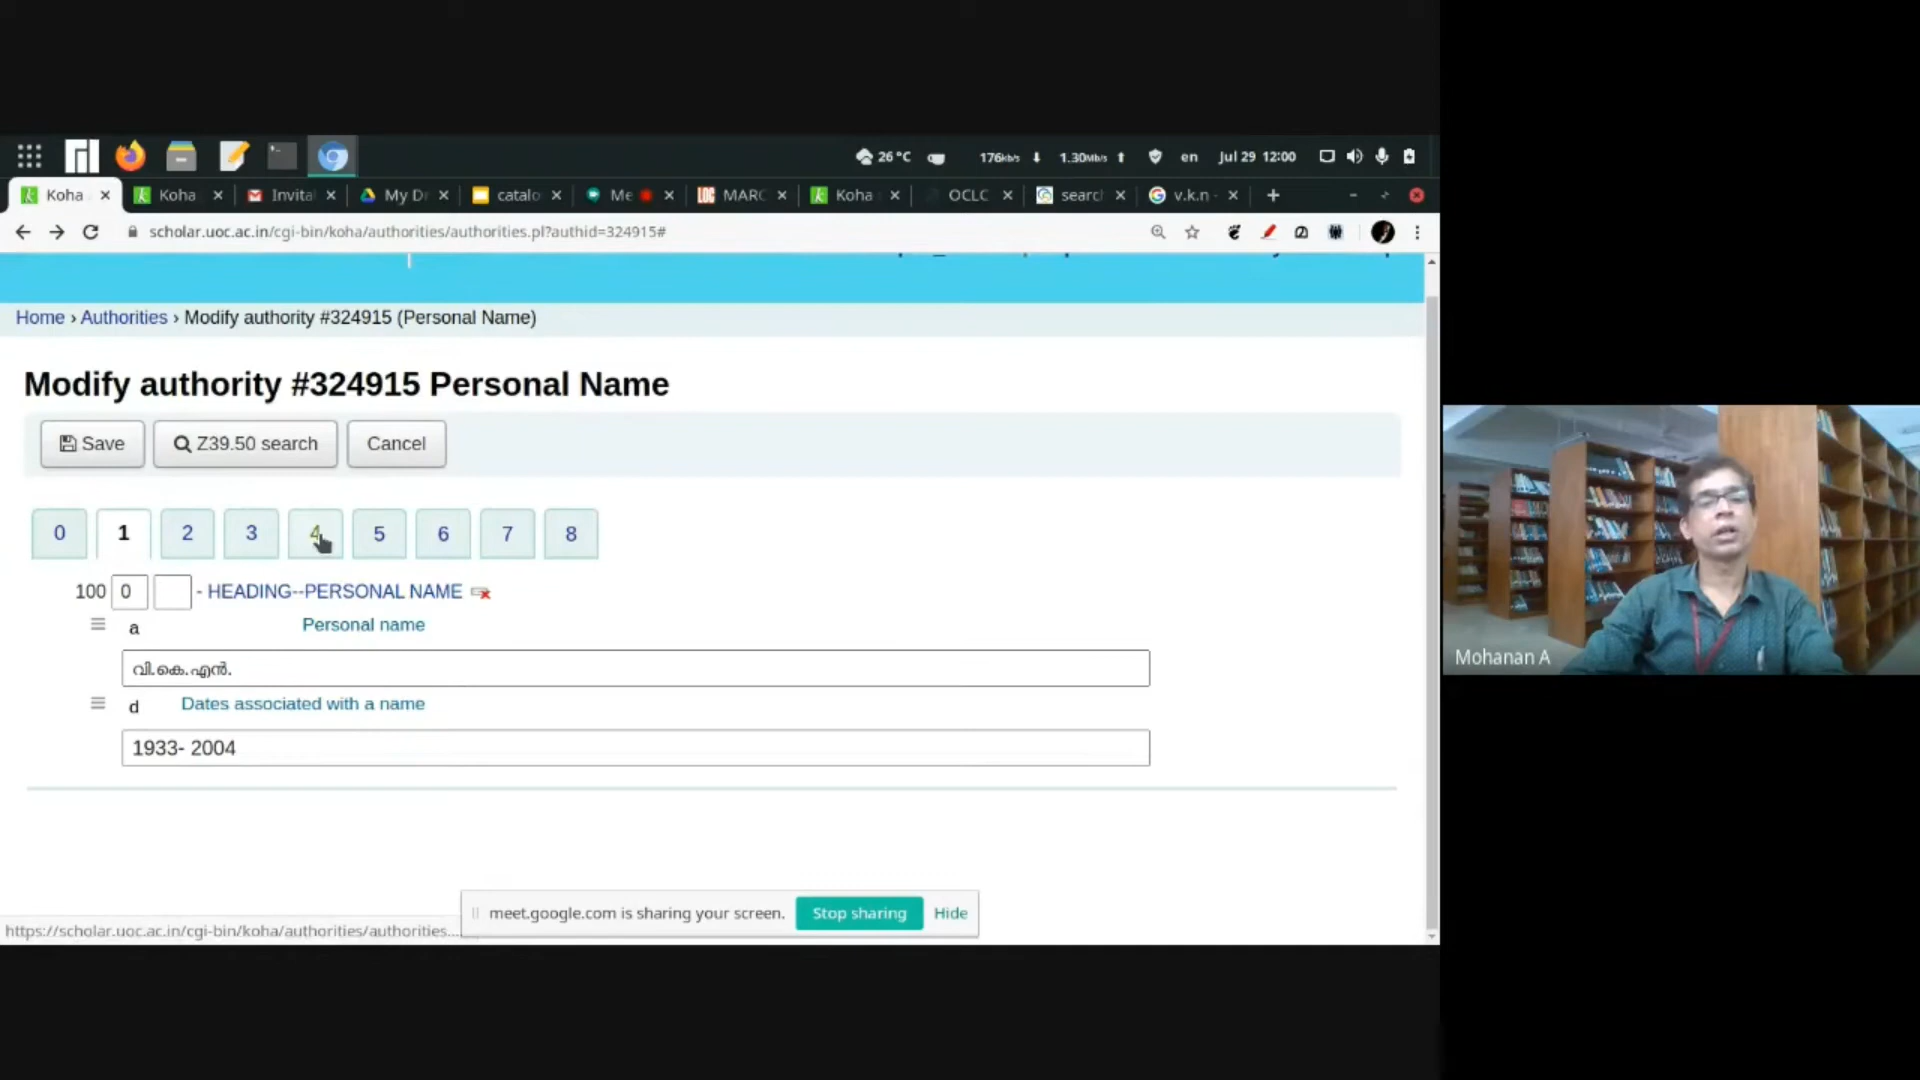 26 °C 176kb/s 1.30Mb/s en Jul 29 12:00
Koha Koha Invita My Dr catalo Me LOC MARC Koha OCLC searc v.k.n -
scholar.uoc.ac.in/cgi-bin/koha/authorities/authorities.pl?authid=324915#
Home › Authorities › Modify authority #324915 (Personal Name)
Modify authority #324915 Personal Name
Save Z39.50 search Cancel
0 1 2 3 4 5 6 7 8
100 0 - HEADING--PERSONAL NAME
a Personal name
വി.കെ.എൻ.
d Dates associated with a name
1933- 2004
meet.google.com is sharing your screen. Stop sharing Hide
https://scholar.uoc.ac.in/cgi-bin/koha/authorities/authorities....
Mohanan A